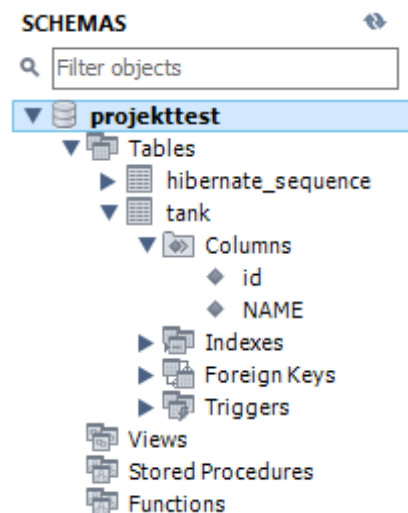 SCHEMAS
Filter objects
projekttest
Tables
hibernate_sequence
tank
Columns
id
NAME
Indexes
Foreign Keys
Triggers
Views
Stored Procedures
Functions